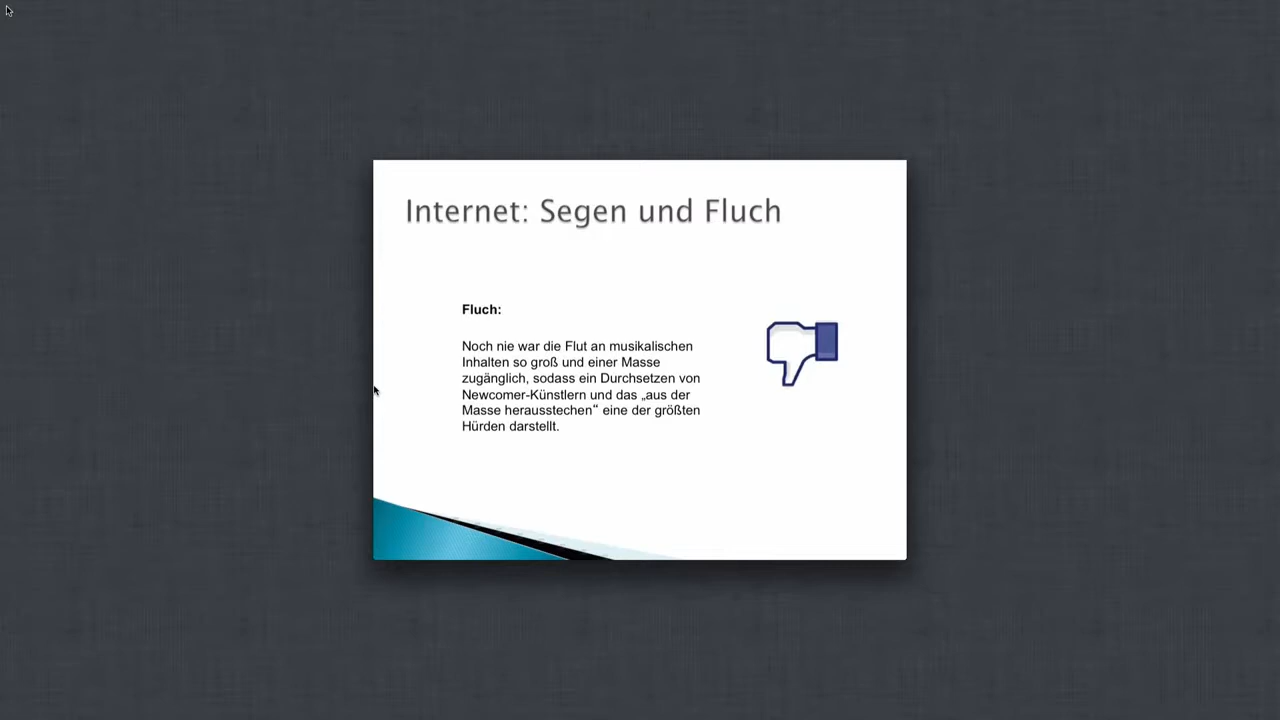 Internet: Segen und Fluch
Fluch:
Noch nie war die Flut an musikalischen
Inhalten so groß und einer Masse
zugänglich, sodass ein Durchsetzen von
Newcomer-Künstlern und das „aus der
Masse herausstechen“ eine der größten
Hürden darstellt.